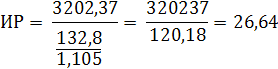 ИР = 3202,37 / (132,8 / 1,105) = 320237 / 120,18 = 26,64